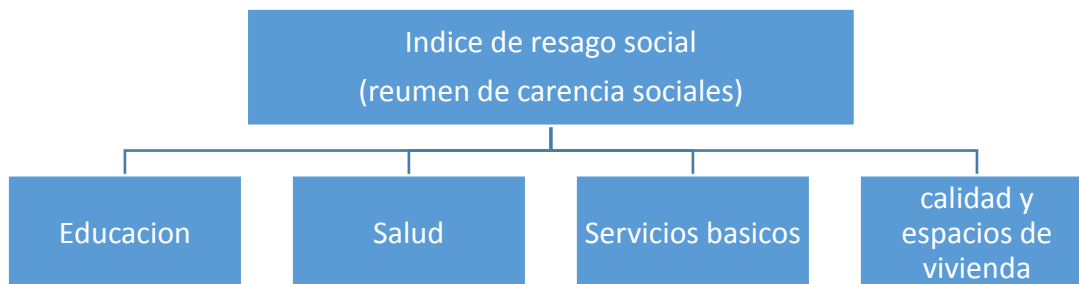 Indice de resago social
(reumen de carencia sociales)
Educacion
Salud
Servicios basicos
calidad y
espacios de
vivienda